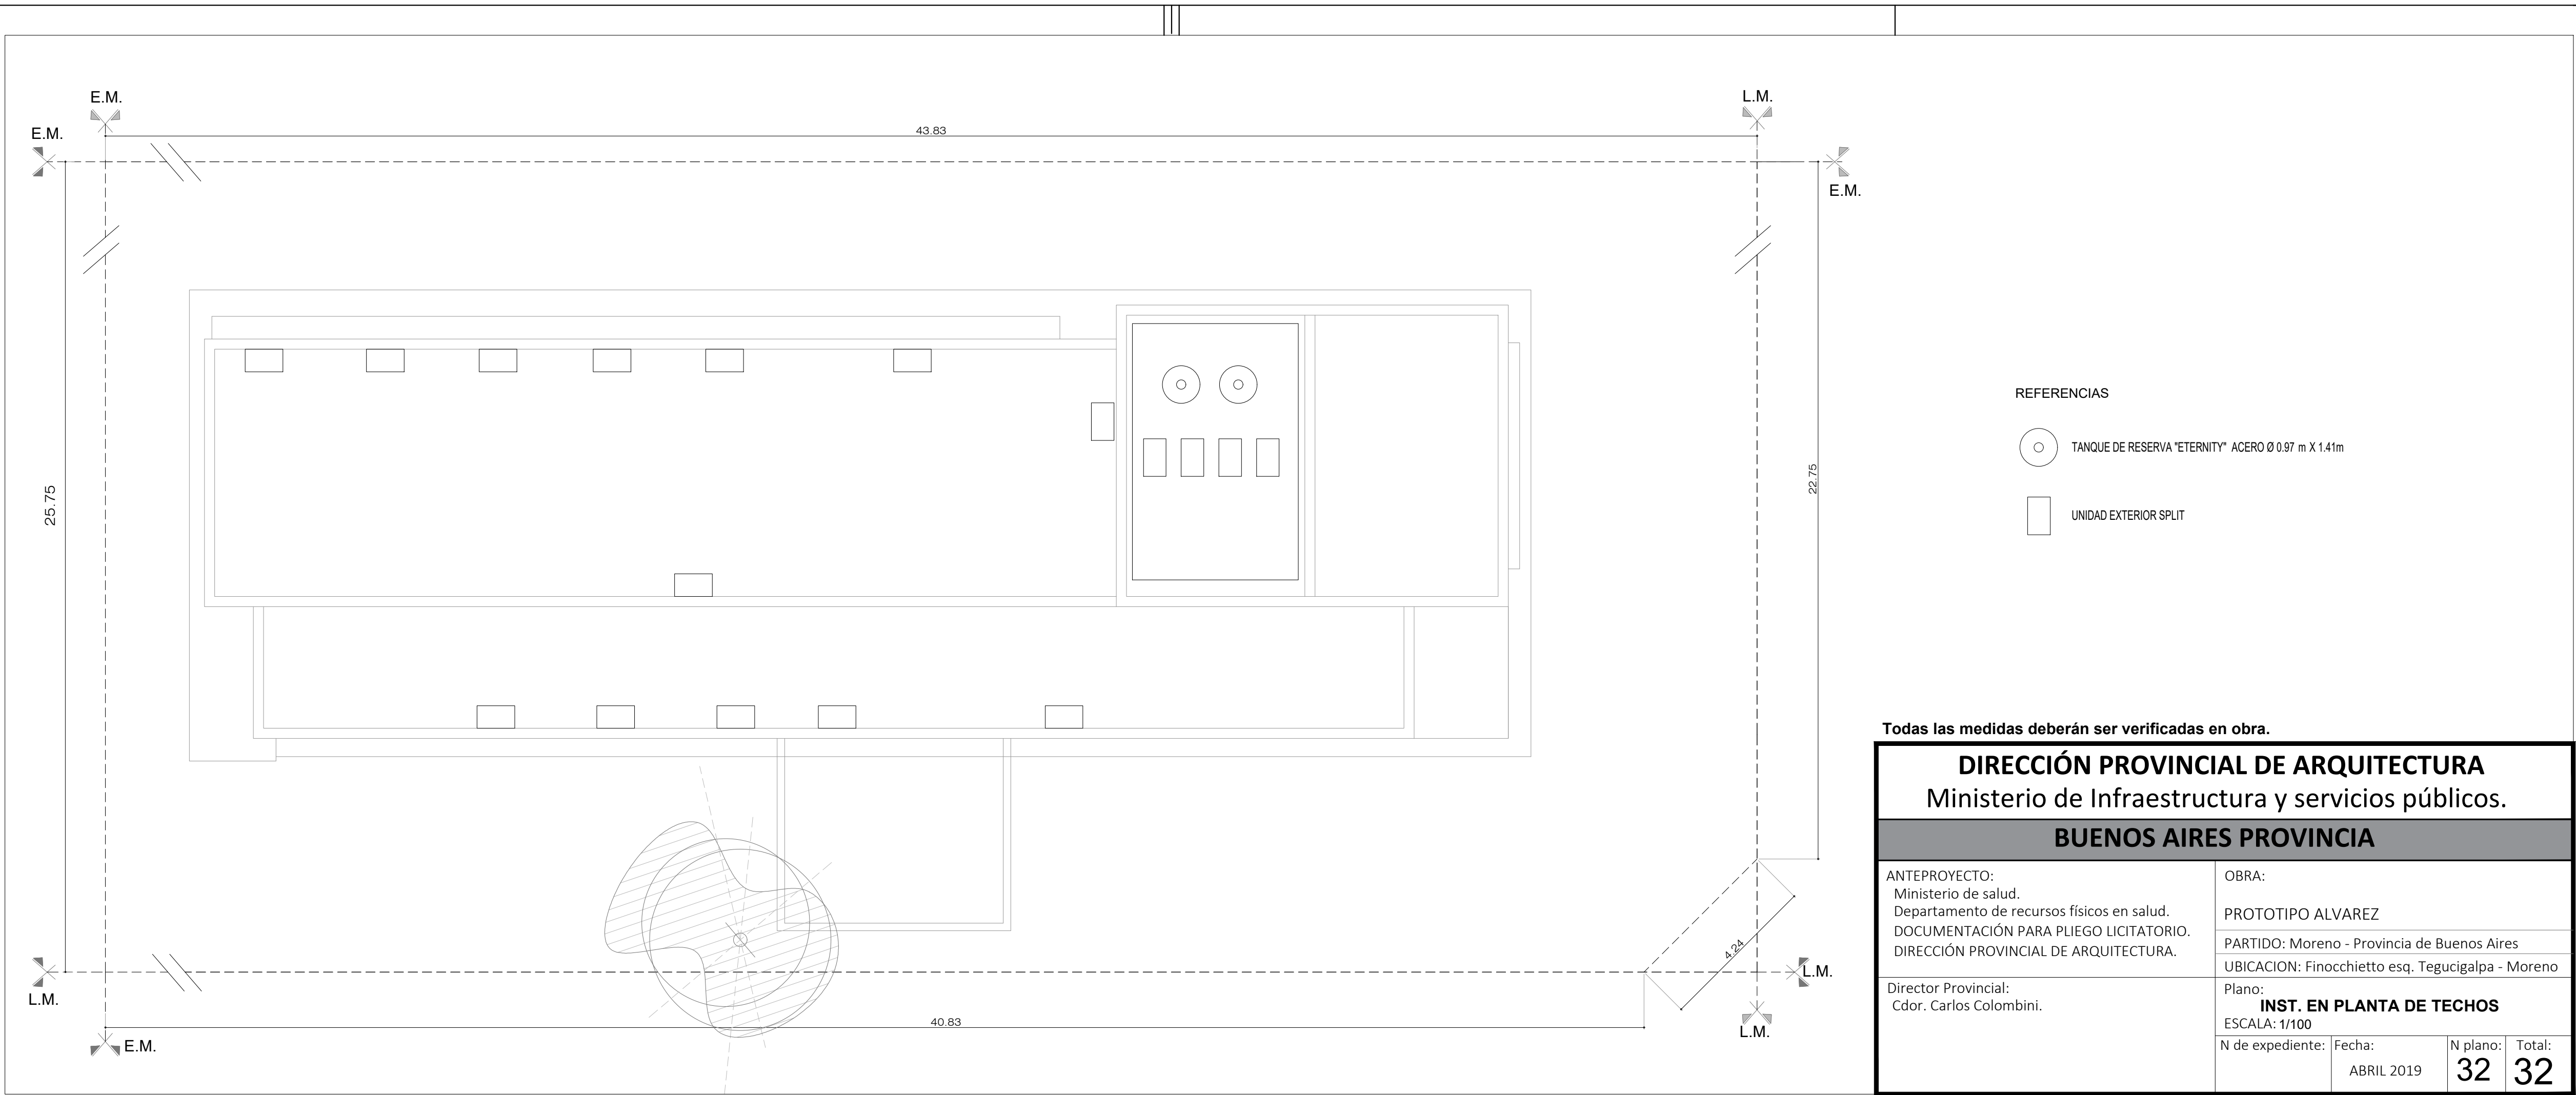 E.M.
L.M.
E.M.
43.83
E.M.
25.75
22.75
REFERENCIAS
TANQUE DE RESERVA "ETERNITY" ACERO Ø 0.97 m X 1.41m
UNIDAD EXTERIOR SPLIT
4.24
L.M.
L.M.
40.83
L.M.
E.M.
Todas las medidas deberán ser verificadas en obra.
DIRECCIÓN PROVINCIAL DE ARQUITECTURA
Ministerio de Infraestructura y servicios públicos.
BUENOS AIRES PROVINCIA
ANTEPROYECTO:
Ministerio de salud.
Departamento de recursos físicos en salud.
DOCUMENTACIÓN PARA PLIEGO LICITATORIO.
DIRECCIÓN PROVINCIAL DE ARQUITECTURA.
OBRA:
PROTOTIPO ALVAREZ
PARTIDO: Moreno - Provincia de Buenos Aires
UBICACION: Finocchietto esq. Tegucigalpa - Moreno
Director Provincial:
Cdor. Carlos Colombini.
Plano:
INST. EN PLANTA DE TECHOS
ESCALA: 1/100
N de expediente:
Fecha:
ABRIL 2019
N plano:
32
Total:
32